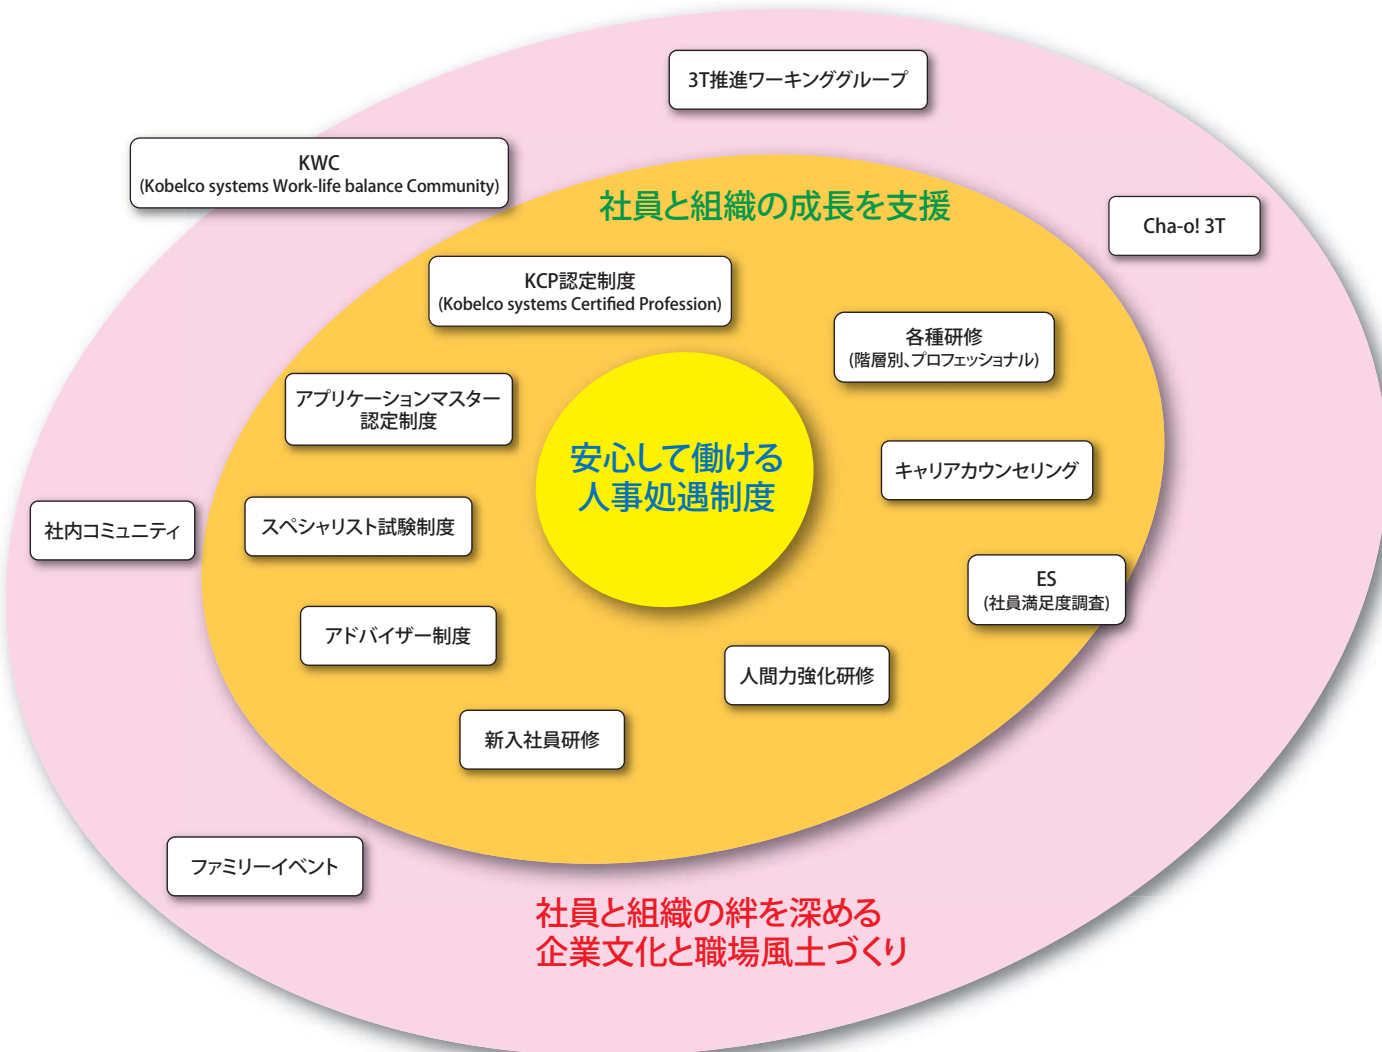 3T推進ワーキンググループ
KWC
(Kobelco systems Work-life balance Community)
社員と組織の成長を支援
Cha-o! 3T
KCP認定制度
(Kobelco systems Certified Profession)
各種研修
(階層別、プロフェッショナル)
アプリケーションマスター
認定制度
安心して働ける
人事処遇制度
キャリアカウンセリング
社内コミュニティ
スペシャリスト試験制度
ES
(社員満足度調査)
アドバイザー制度
人間力強化研修
新入社員研修
ファミリーイベント
社員と組織の絆を深める
企業文化と職場風土づくり